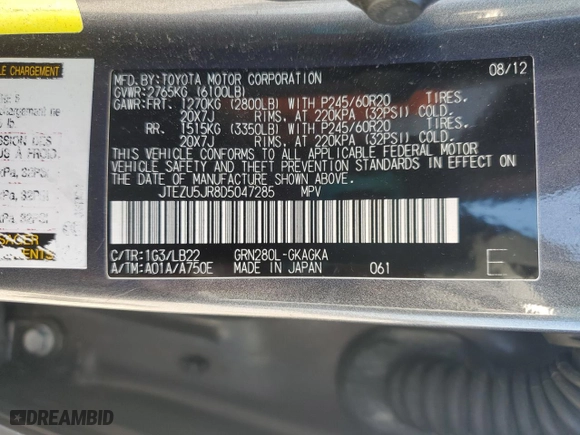 LE CHARGEMENT
MFD.BY:TOYOTA MOTOR CORPORATION 08/12
GVWR:2765KG (6100LB)
GAWR:FRT. 1270KG (2800LB) WITH P245/60R20 TIRES,
20X7J RIMS, AT 220KPA (32PSI) COLD.
RR. 1515KG (3350LB) WITH P245/60R20 TIRES,
20X7J RIMS, AT 220KPA (32PSI) COLD.
THIS VEHICLE CONFORMS TO ALL APPLICABLE FEDERAL MOTOR
VEHICLE SAFETY AND THEFT PREVENTION STANDARDS IN EFFECT
ON THE DATE OF MANUFACTURE SHOWN ABOVE.
JTEZU5JR8D5047285 MPV
C/TR:1G3/LB22 GRN280L-GKAGKA
A/TM:A01A/A750E MADE IN JAPAN 061 E
DREAMBID